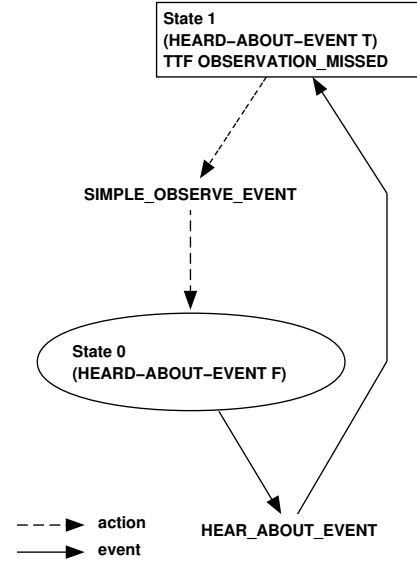 State 1
(HEARD−ABOUT−EVENT T)
TTF OBSERVATION_MISSED
SIMPLE_OBSERVE_EVENT
State 0
(HEARD−ABOUT−EVENT F)
HEAR_ABOUT_EVENT
action
event